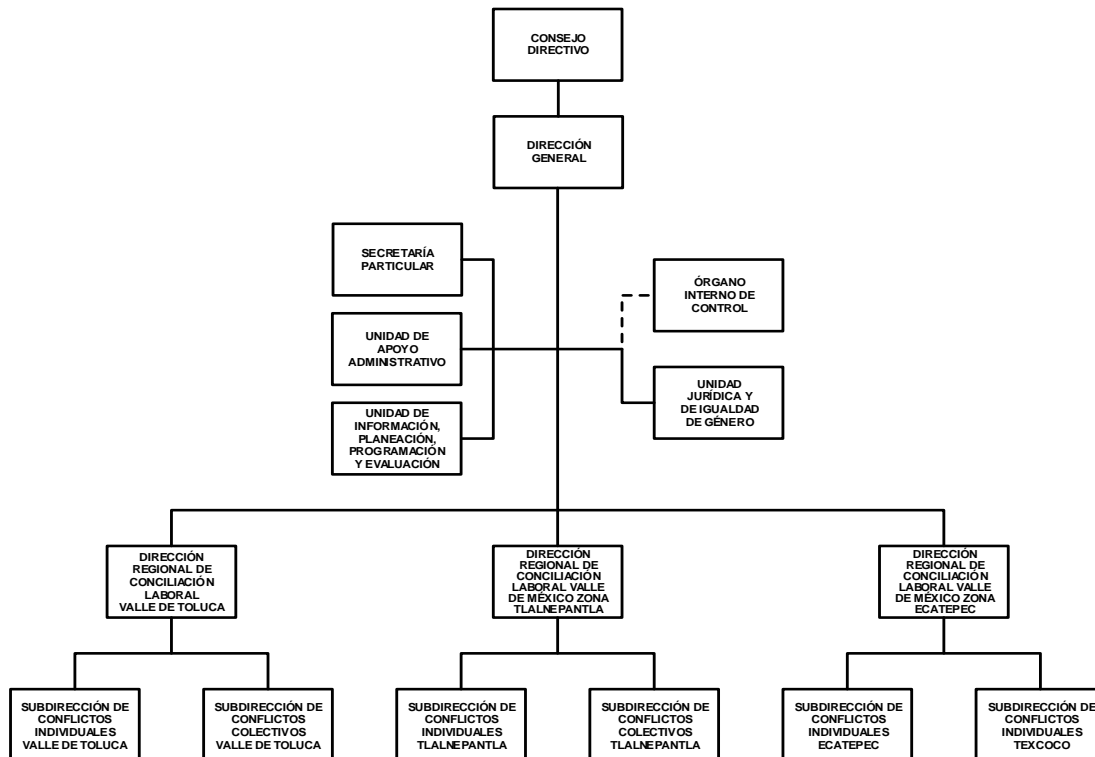 CONSEJO
DIRECTIVO
DIRECCIÓN
GENERAL
SECRETARÍA
PARTICULAR
ÓRGANO
INTERNO DE
CONTROL
UNIDAD DE
APOYO
ADMINISTRATIVO
UNIDAD
JURÍDICA Y
DE IGUALDAD
DE GÉNERO
UNIDAD DE
INFORMACIÓN,
PLANEACIÓN,
PROGRAMACIÓN
Y EVALUACIÓN
DIRECCIÓN
REGIONAL DE
CONCILIACIÓN
LABORAL
VALLE DE TOLUCA
DIRECCIÓN
REGIONAL DE
CONCILIACIÓN
LABORAL VALLE
DE MÉXICO ZONA
TLALNEPANTLA
DIRECCIÓN
REGIONAL DE
CONCILIACIÓN
LABORAL VALLE
DE MÉXICO ZONA
ECATEPEC
SUBDIRECCIÓN DE
CONFLICTOS
INDIVIDUALES
VALLE DE TOLUCA
SUBDIRECCIÓN DE
CONFLICTOS
COLECTIVOS
VALLE DE TOLUCA
SUBDIRECCIÓN DE
CONFLICTOS
INDIVIDUALES
TLALNEPANTLA
SUBDIRECCIÓN DE
CONFLICTOS
COLECTIVOS
TLALNEPANTLA
SUBDIRECCIÓN DE
CONFLICTOS
INDIVIDUALES
ECATEPEC
SUBDIRECCIÓN DE
CONFLICTOS
INDIVIDUALES
TEXCOCO